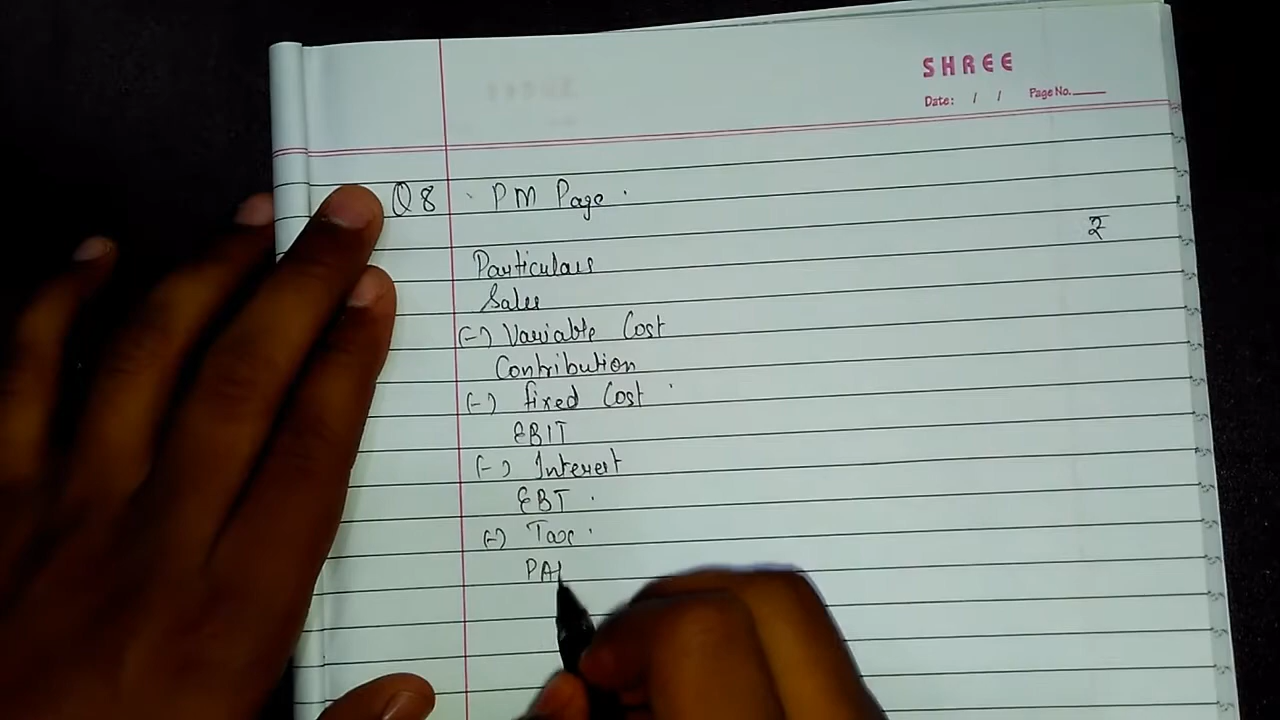 SHREE
Date: / / Page No.
Q8. PM Page.
₹
Particulars
Sales
(-) Variable Cost
Contribution
(-) fixed Cost
EBIT
(-) Interest
EBT
(-) Tax
PA